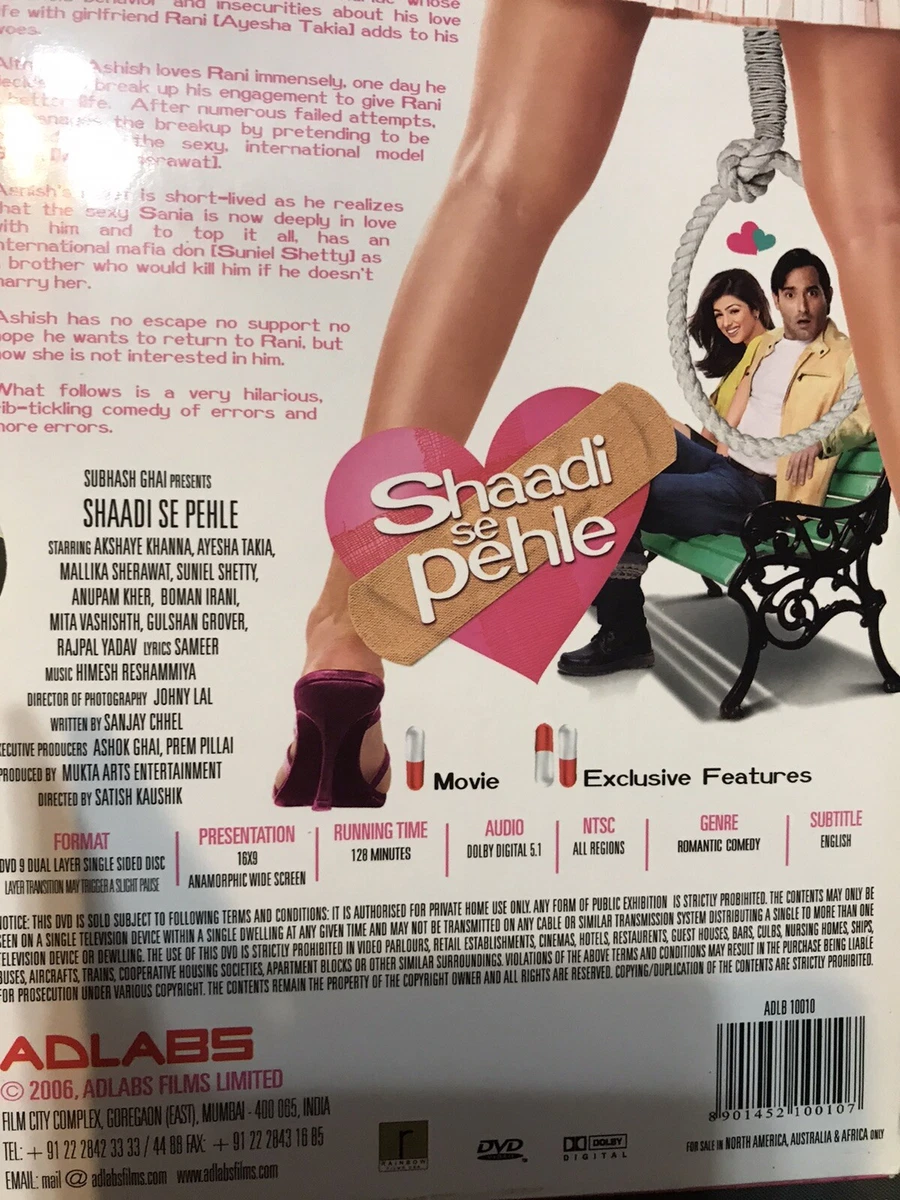 and insecurities about his love
fe with girlfriend Rani [Ayesha Takia] adds to his
woes.
Ashish loves Rani immensely, one day he
break up his engagement to give Rani
life. After numerous failed attempts,
the breakup by pretending to be
the sexy, international model
erawat].
is short-lived as he realizes
that the sexy Sania is now deeply in love
with him and to top it all, has an
nternational mafia don [Suniel Shetty] as
brother who would kill him if he doesn't
marry her.
Ashish has no escape no support no
hope he wants to return to Rani, but
now she is not interested in him.
What follows is a very hilarious,
rib-tickling comedy of errors and
more errors.
Shaadi
se
pehle
SUBHASH GHAI PRESENTS
SHAADI SE PEHLE
STARRING AKSHAYE KHANNA, AYESHA TAKIA,
MALLIKA SHERAWAT, SUNIEL SHETTY,
ANUPAM KHER, BOMAN IRANI,
MITA VASHISHTH, GULSHAN GROVER,
RAJPAL YADAV LYRICS SAMEER
MUSIC HIMESH RESHAMMIYA
DIRECTOR OF PHOTOGRAPHY JOHNY LAL
WRITTEN BY SANJAY CHHEL
ECUTIVE PRODUCERS ASHOK GHAI, PREM PILLAI
PRODUCED BY MUKTA ARTS ENTERTAINMENT
DIRECTED BY SATISH KAUSHIK
Movie
Exclusive Features
FORMAT
DVD 9 DUAL LAYER SINGLE SIDED DISC
LAYER TRANSITION MAY TRIGGER A SLIGHT PAUSE
PRESENTATION
16X9
ANAMORPHIC WIDE SCREEN
RUNNING TIME
128 MINUTES
AUDIO
DOLBY DIGITAL 5.1
NTSC
ALL REGIONS
GENRE
ROMANTIC COMEDY
SUBTITLE
ENGLISH
NOTICE: THIS DVD IS SOLD SUBJECT TO FOLLOWING TERMS AND CONDITIONS: IT IS AUTHORISED FOR PRIVATE HOME USE ONLY. ANY FORM OF PUBLIC EXHIBITION IS STRICTLY PROHIBITED. THE CONTENTS MAY ONLY BE
SEEN ON A SINGLE TELEVISION DEVICE WITHIN A SINGLE DWELLING AT ANY GIVEN TIME AND MAY NOT BE TRANSMITTED ON ANY CABLE OR SIMILAR TRANSMISSION SYSTEM DISTRIBUTING A SINGLE TO MORE THAN ONE
TELEVISION DEVICE OR DEWLLING. THE USE OF THIS DVD IS STRICTLY PROHIBITED IN VIDEO PARLOURS, RETAIL ESTABLISHMENTS, CINEMAS, HOTELS, RESTAURENTS, GUEST HOUSES, BARS, CULBS, NURSING HOMES, SHIPS,
BUSES, AIRCRAFTS, TRAINS, COOPERATIVE HOUSING SOCIETIES, APARTMENT BLOCKS OR OTHER SIMILAR SURROUNDINGS. VIOLATIONS OF THE ABOVE TERMS AND CONDITIONS MAY RESULT IN THE PURCHASE BEING LIABLE
FOR PROSECUTION UNDER VARIOUS COPYRIGHT. THE CONTENTS REMAIN THE PROPERTY OF THE COPYRIGHT OWNER AND ALL RIGHTS ARE RESERVED. COPYING/DUPLICATION OF THE CONTENTS ARE STRICTLY PROHIBITED.
ADLABS
© 2006, ADLABS FILMS LIMITED
FILM CITY COMPLEX, GOREGAON (EAST), MUMBAI - 400 065, INDIA
TEL: + 91 22 2842 33 33 / 44 88 FAX: + 91 22 2843 16 85
EMAIL: mail @ adlabsfilms.com www.adlabsfilms.com
r
RAINBOW
DVD
DOLBY
DIGITAL
ADLB 10010
8 901452 100107
FOR SALE IN NORTH AMERICA, AUSTRALIA & AFRICA ONLY